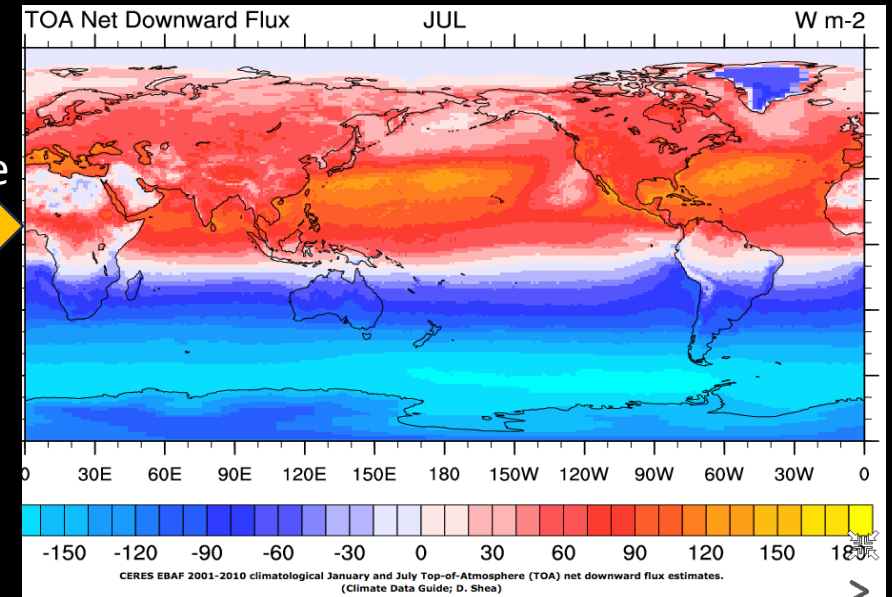 TOA Net Downward Flux JUL W m-2
e
0 30E 60E 90E 120E 150E 180 150W 120W 90W 60W 30W 0
-150 -120 -90 -60 -30 0 30 60 90 120 150 180
CERES EBAF 2001-2010 climatological January and July Top-of-Atmosphere (TOA) net downward flux estimates.
(Climate Data Guide; D. Shea)